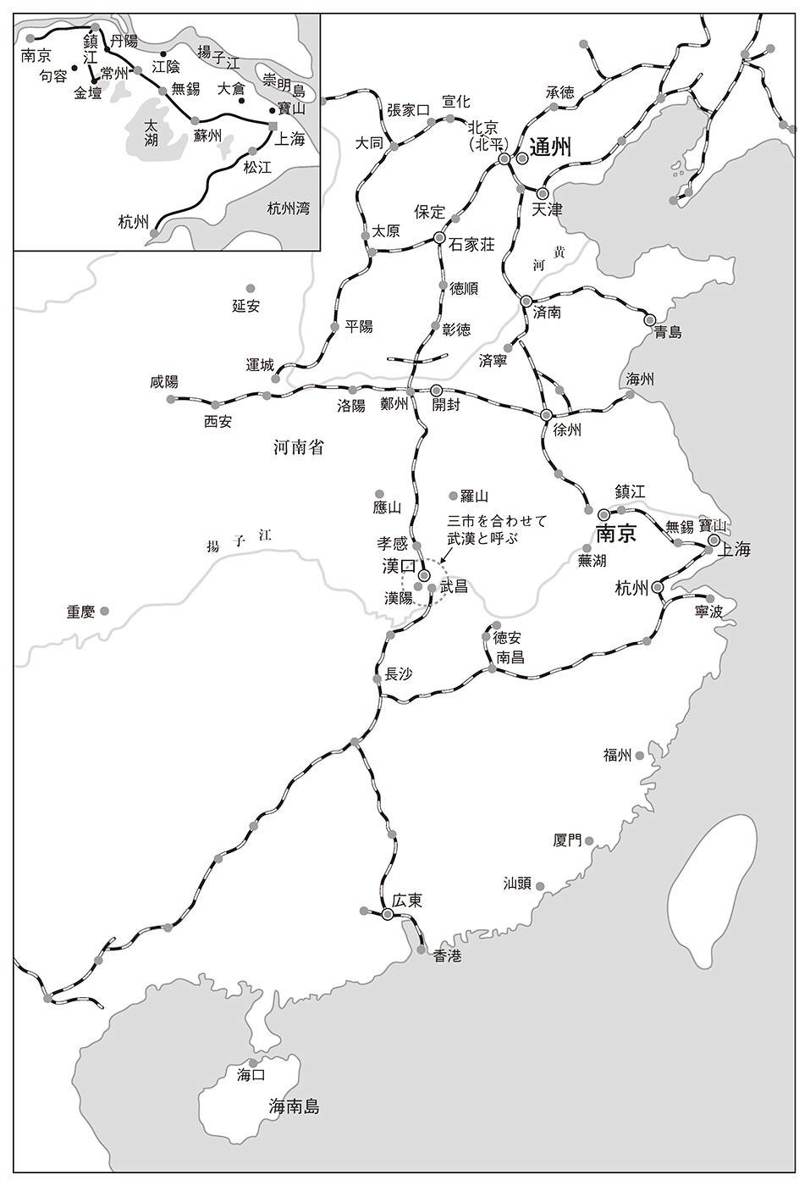 南京
鎮江
丹陽
揚子江
句容
金壇
常州
江陰
無錫
大倉
崇明島
寶山
太湖
蘇州
上海
松江
杭州
杭州湾
張家口
宣化
承徳
大同
北京
（北平）
通州
天津
保定
太原
石家荘
黄河
延安
徳順
済南
平陽
彰徳
青島
済寧
運城
咸陽
西安
洛陽
鄭州
開封
海州
徐州
河南省
應山
羅山
鎮江
三市を合わせて
武漢と呼ぶ
南京
無錫
寶山
上海
揚子江
孝感
漢口
蕪湖
漢陽
武昌
杭州
重慶
寧波
徳安
南昌
長沙
福州
厦門
汕頭
広東
香港
海口
海南島